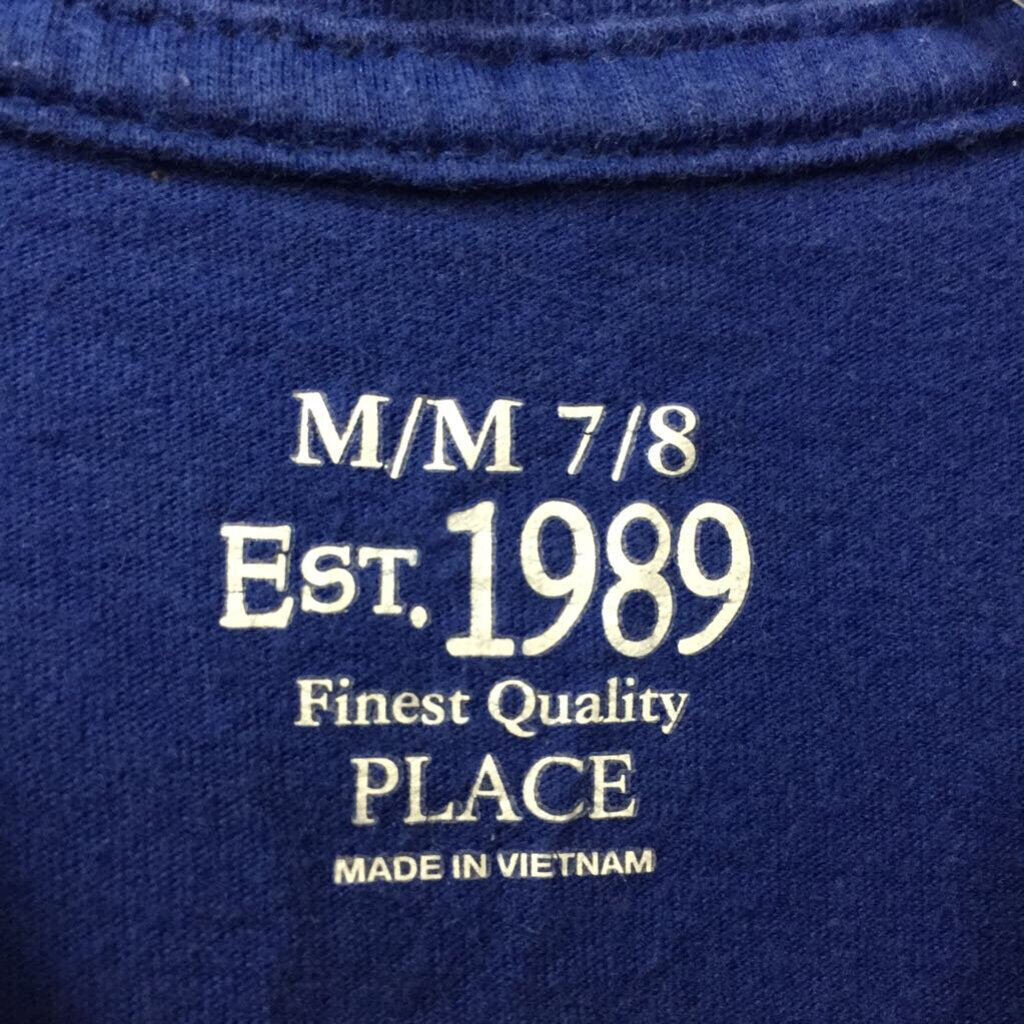 M/M 7/8
EST. 1989
Finest Quality
PLACE
MADE IN VIETNAM